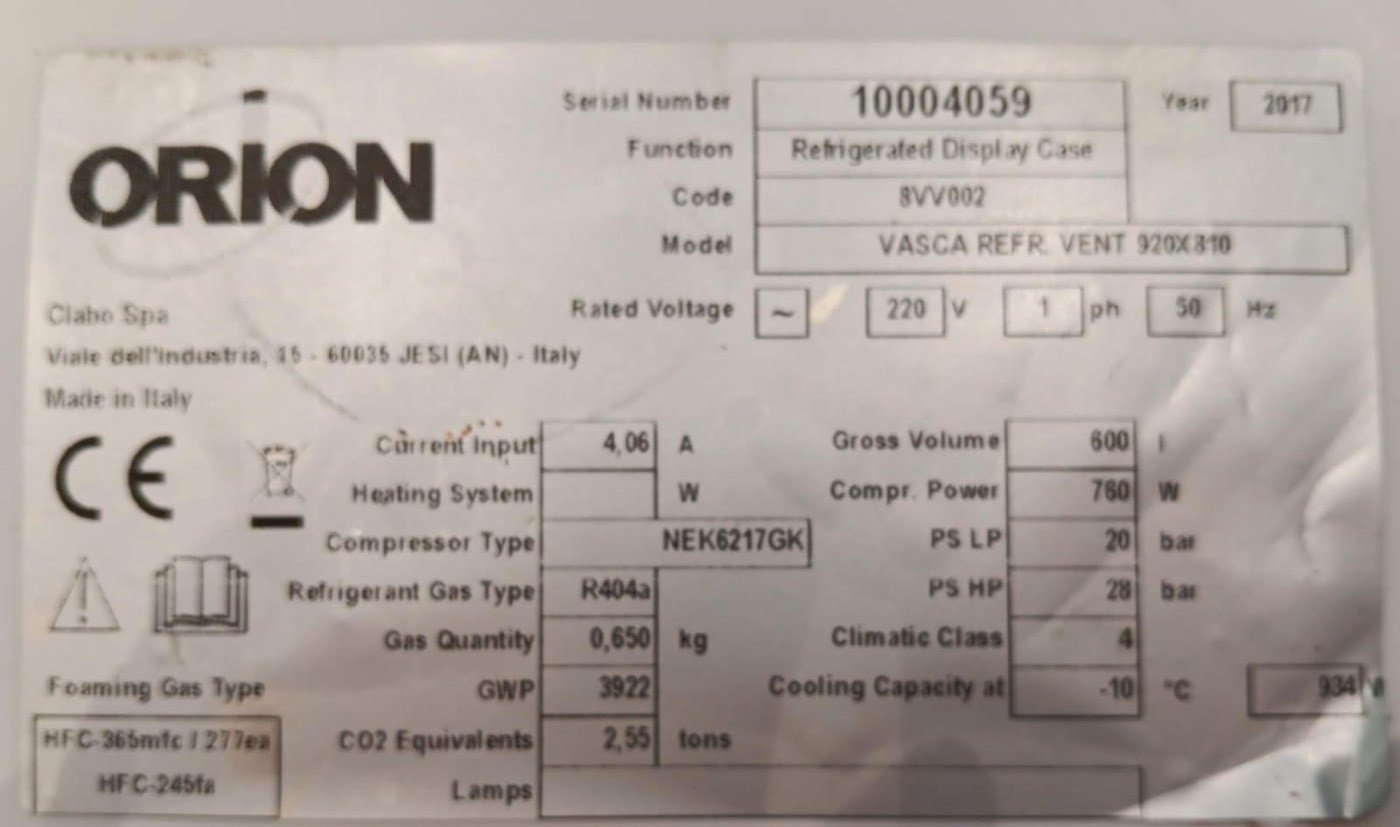 ORION
Serial Number 10004059 Year 2017
Function Refrigerated Display Case
Code 8VV002
Model VASCA REFR. VENT 920X810
Rated Voltage ~ 220 V 1 ph 50 Hz
Clabo Spa
Viale dell'Industria, 15 - 60035 JESI (AN) - Italy
Made in Italy
CE
Current Input 4,06 A
Heating System W
Compressor Type NEK6217GK
Refrigerant Gas Type R404a
Gas Quantity 0,650 kg
GWP 3922
CO2 Equivalents 2,55 tons
Lamps
Gross Volume 600 l
Compr. Power 760 W
PS LP 20 bar
PS HP 28 bar
Climatic Class 4
Cooling Capacity at -10 °C 934
Foaming Gas Type
HFC-365mfc / 277ea
HFC-245fa